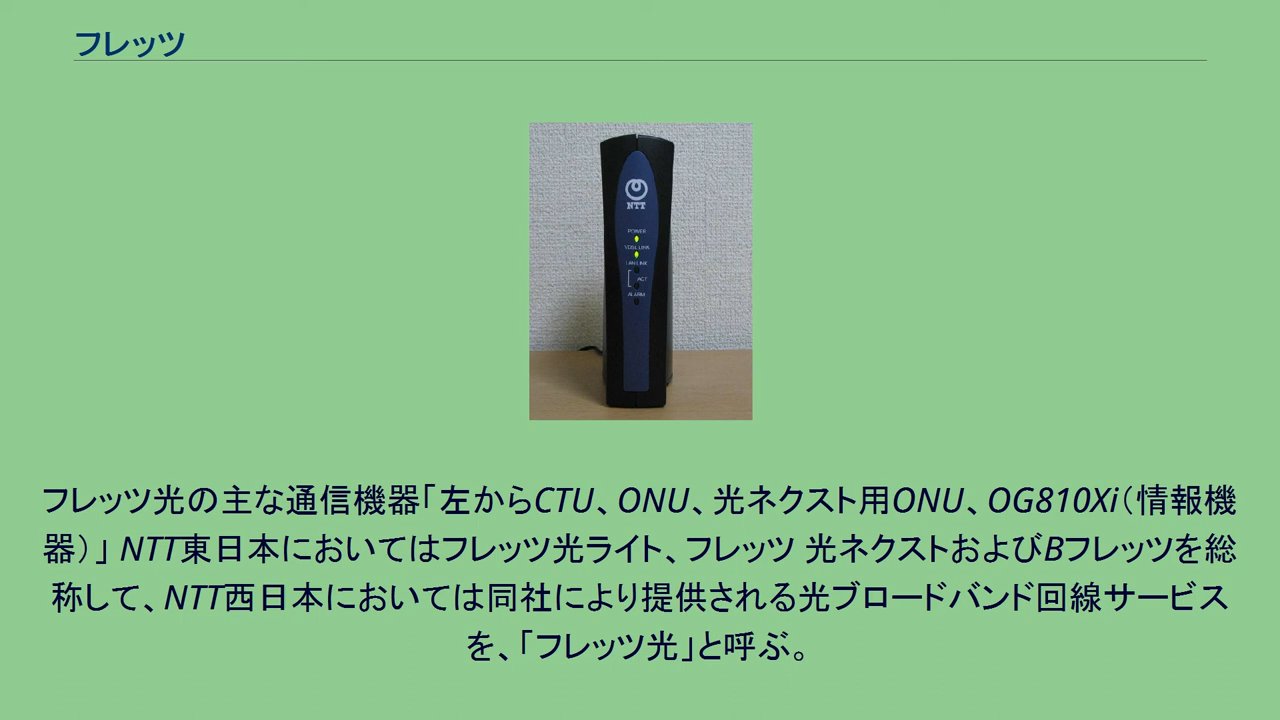 フレッツ
NTT
POWER
VDSL LINK
LAN LINK
ACT
ALARM
フレッツ光の主な通信機器「左からCTU、ONU、光ネクスト用ONU、OG810Xi（情報機
器）」 NTT東日本においてはフレッツ光ライト、フレッツ 光ネクストおよびBフレッツを総
称して、NTT西日本においては同社により提供される光ブロードバンド回線サービス
を、「フレッツ光」と呼ぶ。